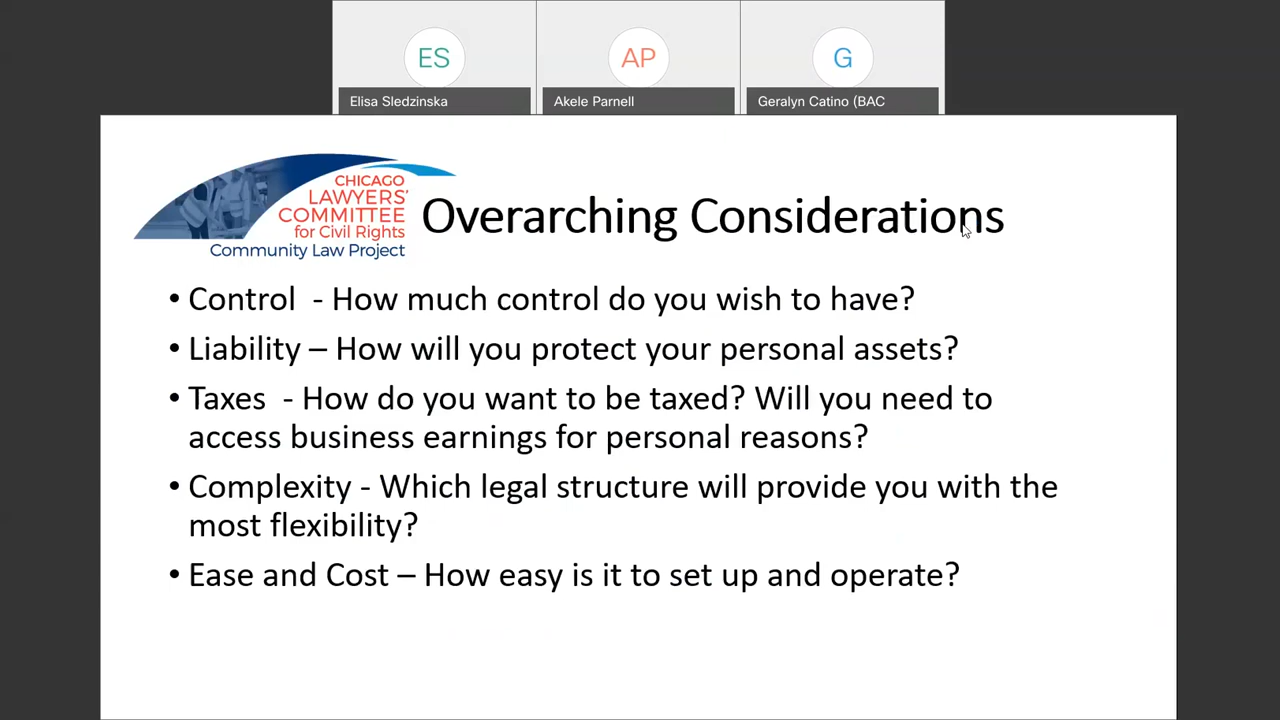 ES
AP
G
Elisa Sledzinska
Akele Parnell
Geralyn Catino (BAC
CHICAGO
LAWYERS'
COMMITTEE
for Civil Rights
Community Law Project
Overarching Considerations
• Control  - How much control do you wish to have?
• Liability – How will you protect your personal assets?
• Taxes  - How do you want to be taxed? Will you need to
access business earnings for personal reasons?
• Complexity - Which legal structure will provide you with the
most flexibility?
• Ease and Cost – How easy is it to set up and operate?